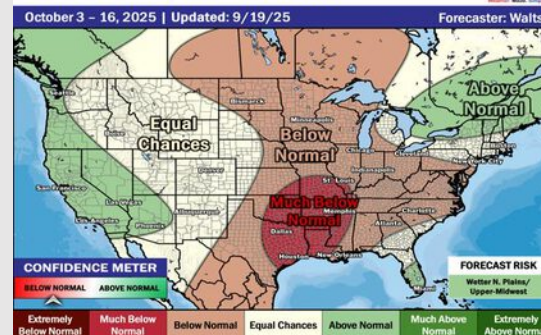 October 3 – 16, 2025 | Updated: 9/19/25
Forecaster: Walts
Seattle
Boise
Bismarck
Minneapolis
Equal
Chances
Below
Normal
Above
Normal
Chicago
Cleveland
New York City
Denver
Indianapolis
St. Louis
San Francisco
Las Vegas
Los Angeles
Phoenix
Albuquerque
Much Below
Normal
Memphis
Charlotte
Atlanta
Dallas
Houston
New Orleans
Miami
CONFIDENCE METER
BELOW NORMAL
ABOVE NORMAL
FORECAST RISK
Wetter N. Plains/
Upper-Midwest
Extremely
Below Normal
Much Below
Normal
Below Normal
Equal Chances
Above Normal
Much Above
Normal
Extremely
Above Norma